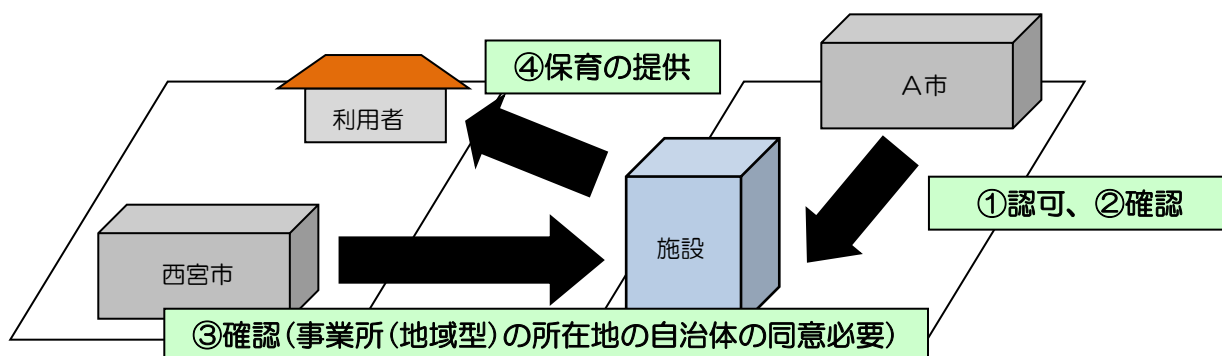 ④保育の提供
A市
利用者
①認可、②確認
施設
西宮市
③確認（事業所（地域型）の所在地の自治体の同意必要）